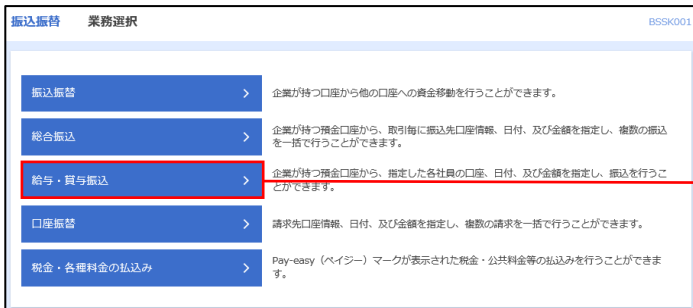 振込振替 業務選択 BSSK001
振込振替 企業が持つ口座から他の口座への資金移動を行うことができます。
総合振込 企業が持つ預金口座から、取引毎に振込先口座情報、日付、及び金額を指定し、複数の振込
を一括で行うことができます。
給与・賞与振込 企業が持つ預金口座から、指定した各社員の口座、日付、及び金額を指定し、振込を行うこ
とができます。
口座振替 請求先口座情報、日付、及び金額を指定し、複数の請求を一括で行うことができます。
税金・各種料金の払込み Pay-easy（ペイジー）マークが表示された税金・公共料金等の払込みを行うことができま
す。